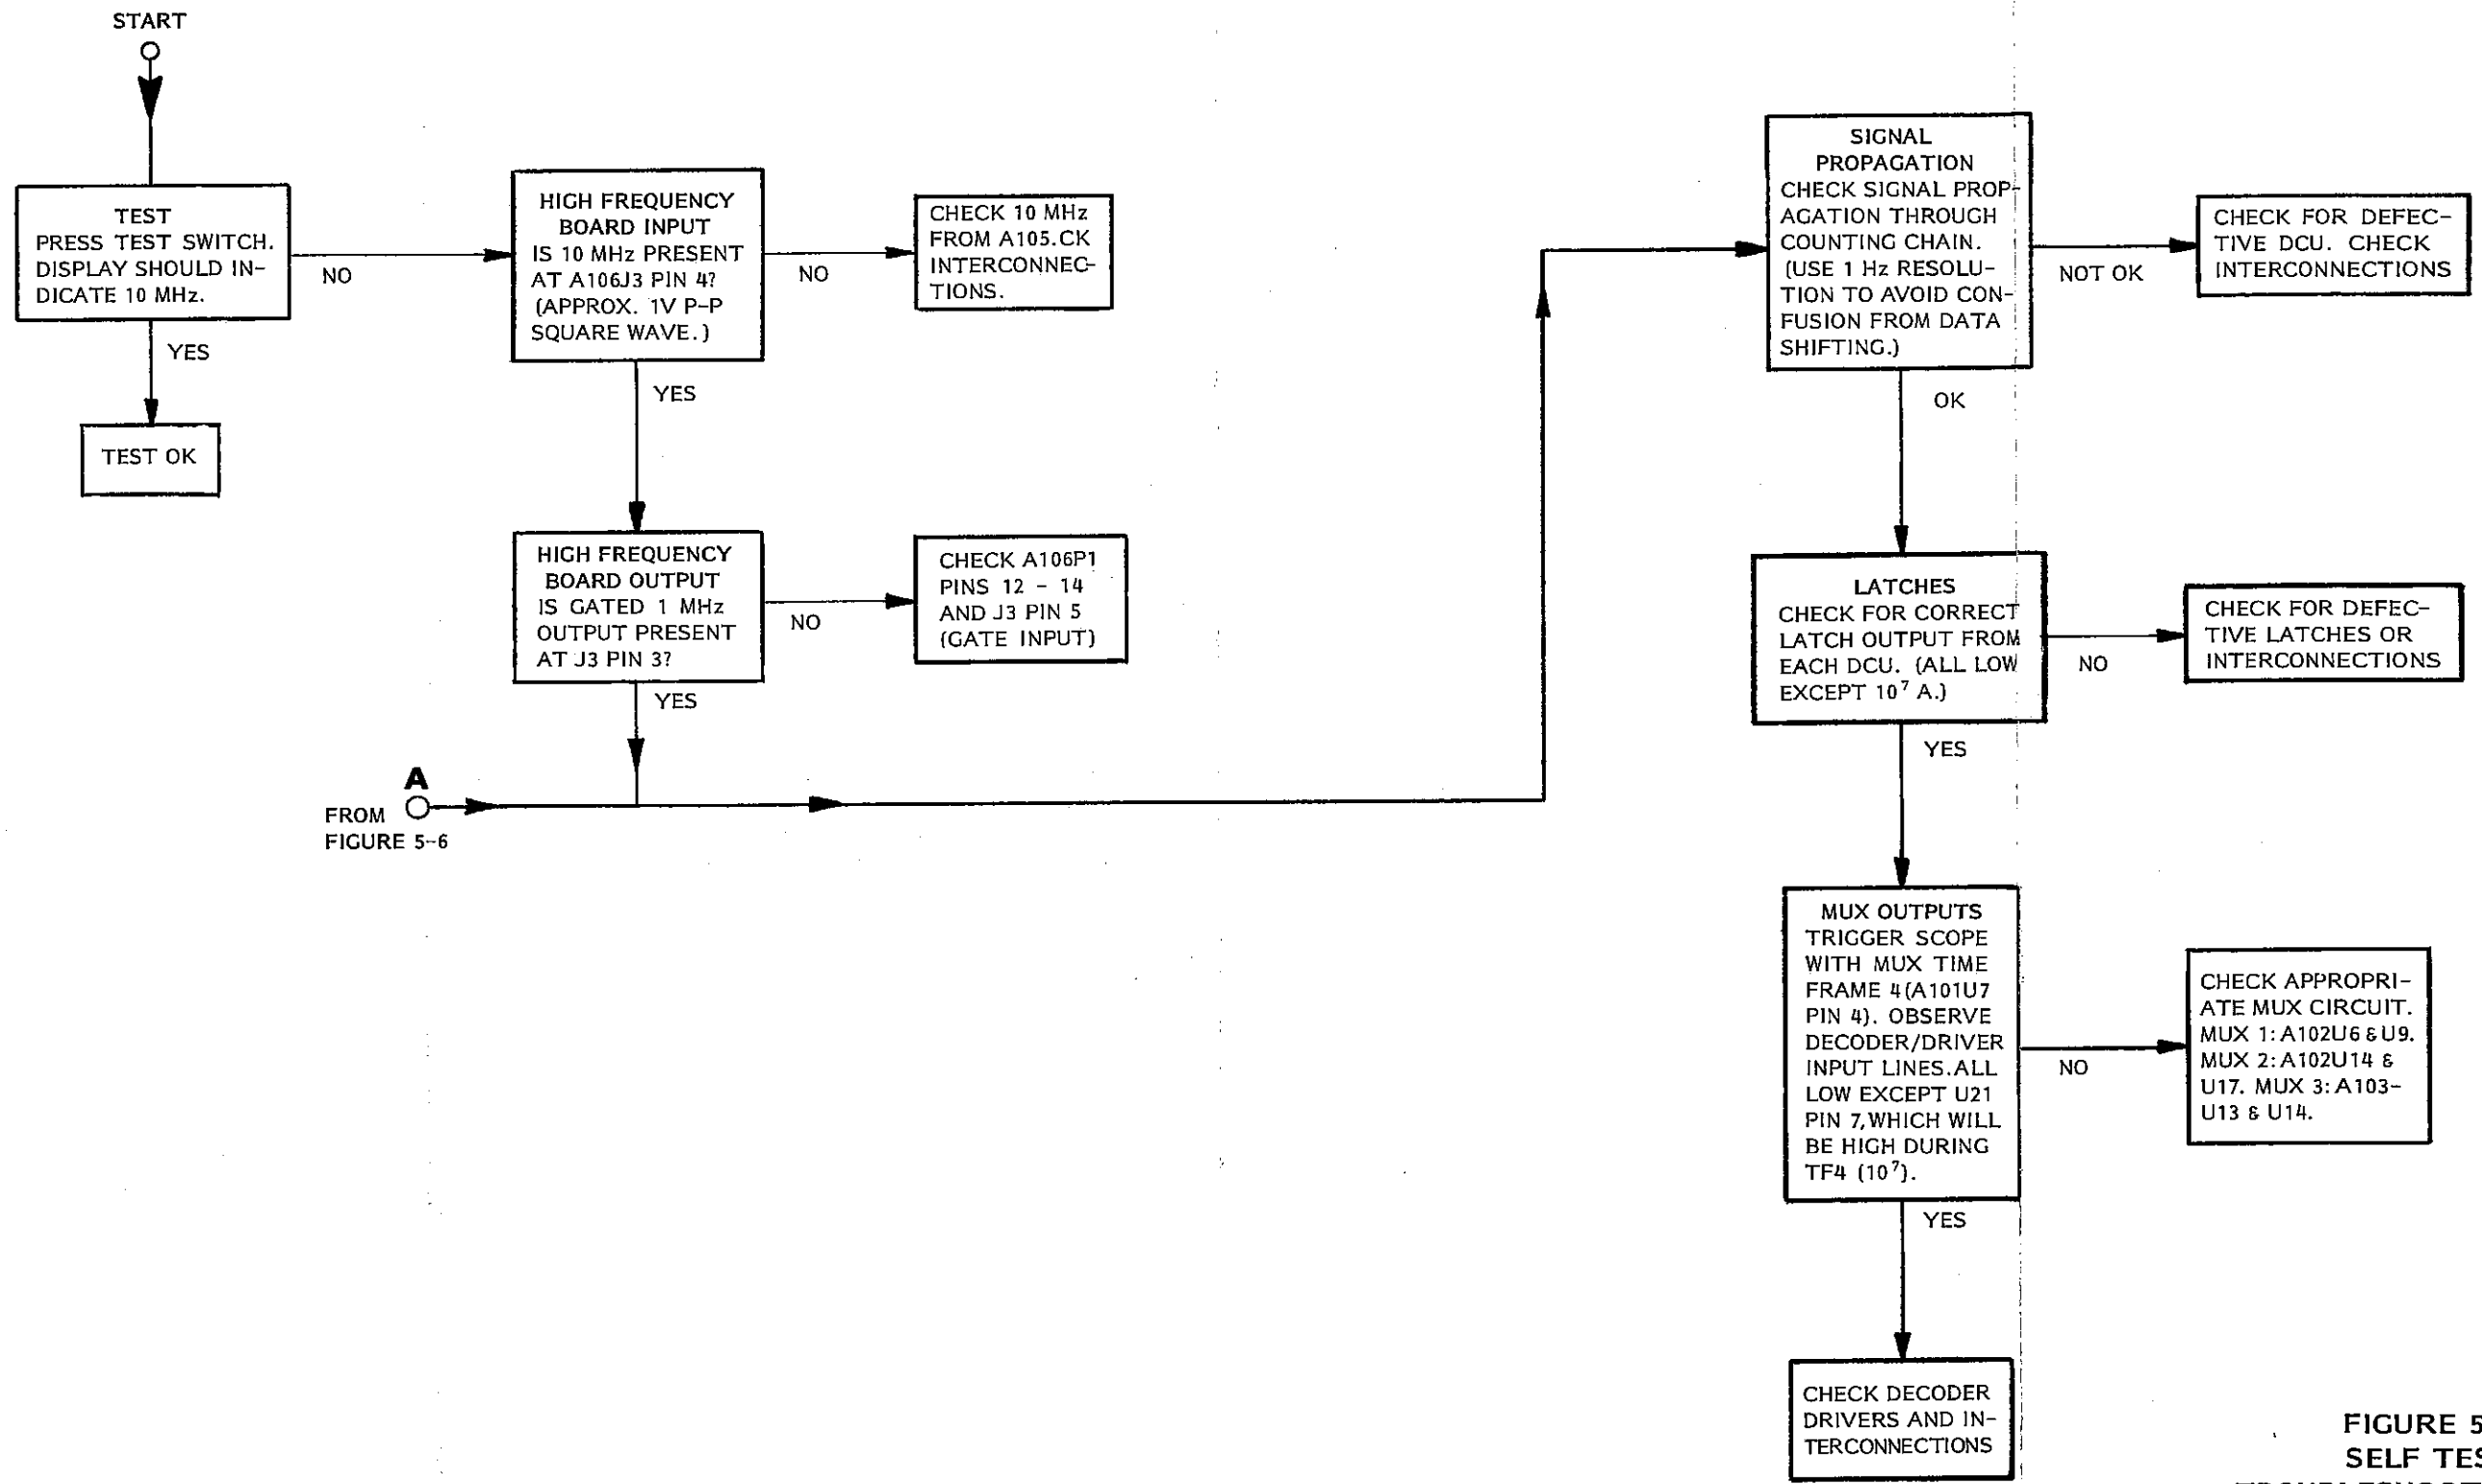 START
TEST
PRESS TEST SWITCH.
DISPLAY SHOULD IN-
DICATE 10 MHz.
NO
YES
TEST OK
HIGH FREQUENCY
BOARD INPUT
IS 10 MHz PRESENT
AT A106J3 PIN 4?
(APPROX. 1V P-P
SQUARE WAVE.)
NO
CHECK 10 MHz
FROM A105.CK
INTERCONNEC-
TIONS.
YES
HIGH FREQUENCY
BOARD OUTPUT
IS GATED 1 MHz
OUTPUT PRESENT
AT J3 PIN 3?
NO
CHECK A106P1
PINS 12 - 14
AND J3 PIN 5
(GATE INPUT)
YES
A
FROM
FIGURE 5-6
SIGNAL
PROPAGATION
CHECK SIGNAL PROP-
AGATION THROUGH
COUNTING CHAIN.
(USE 1 Hz RESOLU-
TION TO AVOID CON-
FUSION FROM DATA
SHIFTING.)
NOT OK
CHECK FOR DEFEC-
TIVE DCU. CHECK
INTERCONNECTIONS
OK
LATCHES
CHECK FOR CORRECT
LATCH OUTPUT FROM
EACH DCU. (ALL LOW
EXCEPT 10⁷ A.)
NO
CHECK FOR DEFEC-
TIVE LATCHES OR
INTERCONNECTIONS
YES
MUX OUTPUTS
TRIGGER SCOPE
WITH MUX TIME
FRAME 4(A101U7
PIN 4). OBSERVE
DECODER/DRIVER
INPUT LINES.ALL
LOW EXCEPT U21
PIN 7,WHICH WILL
BE HIGH DURING
TF4 (10⁷).
NO
CHECK APPROPRI-
ATE MUX CIRCUIT.
MUX 1:A102U6 & U9.
MUX 2:A102U14 &
U17. MUX 3:A103-
U13 & U14.
YES
CHECK DECODER
DRIVERS AND IN-
TERCONNECTIONS
FIGURE 5
SELF TES